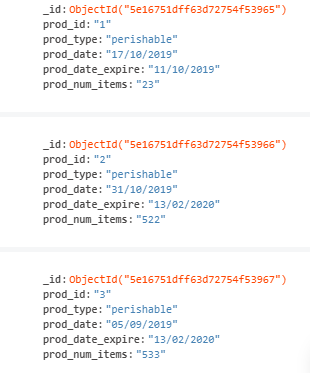 _id: ObjectId("5e16751dff63d72754f53965")
prod_id: "1"
prod_type: "perishable"
prod_date: "17/10/2019"
prod_date_expire: "11/10/2019"
prod_num_items: "23"
_id: ObjectId("5e16751dff63d72754f53966")
prod_id: "2"
prod_type: "perishable"
prod_date: "31/10/2019"
prod_date_expire: "13/02/2020"
prod_num_items: "522"
_id: ObjectId("5e16751dff63d72754f53967")
prod_id: "3"
prod_type: "perishable"
prod_date: "05/09/2019"
prod_date_expire: "13/02/2020"
prod_num_items: "533"